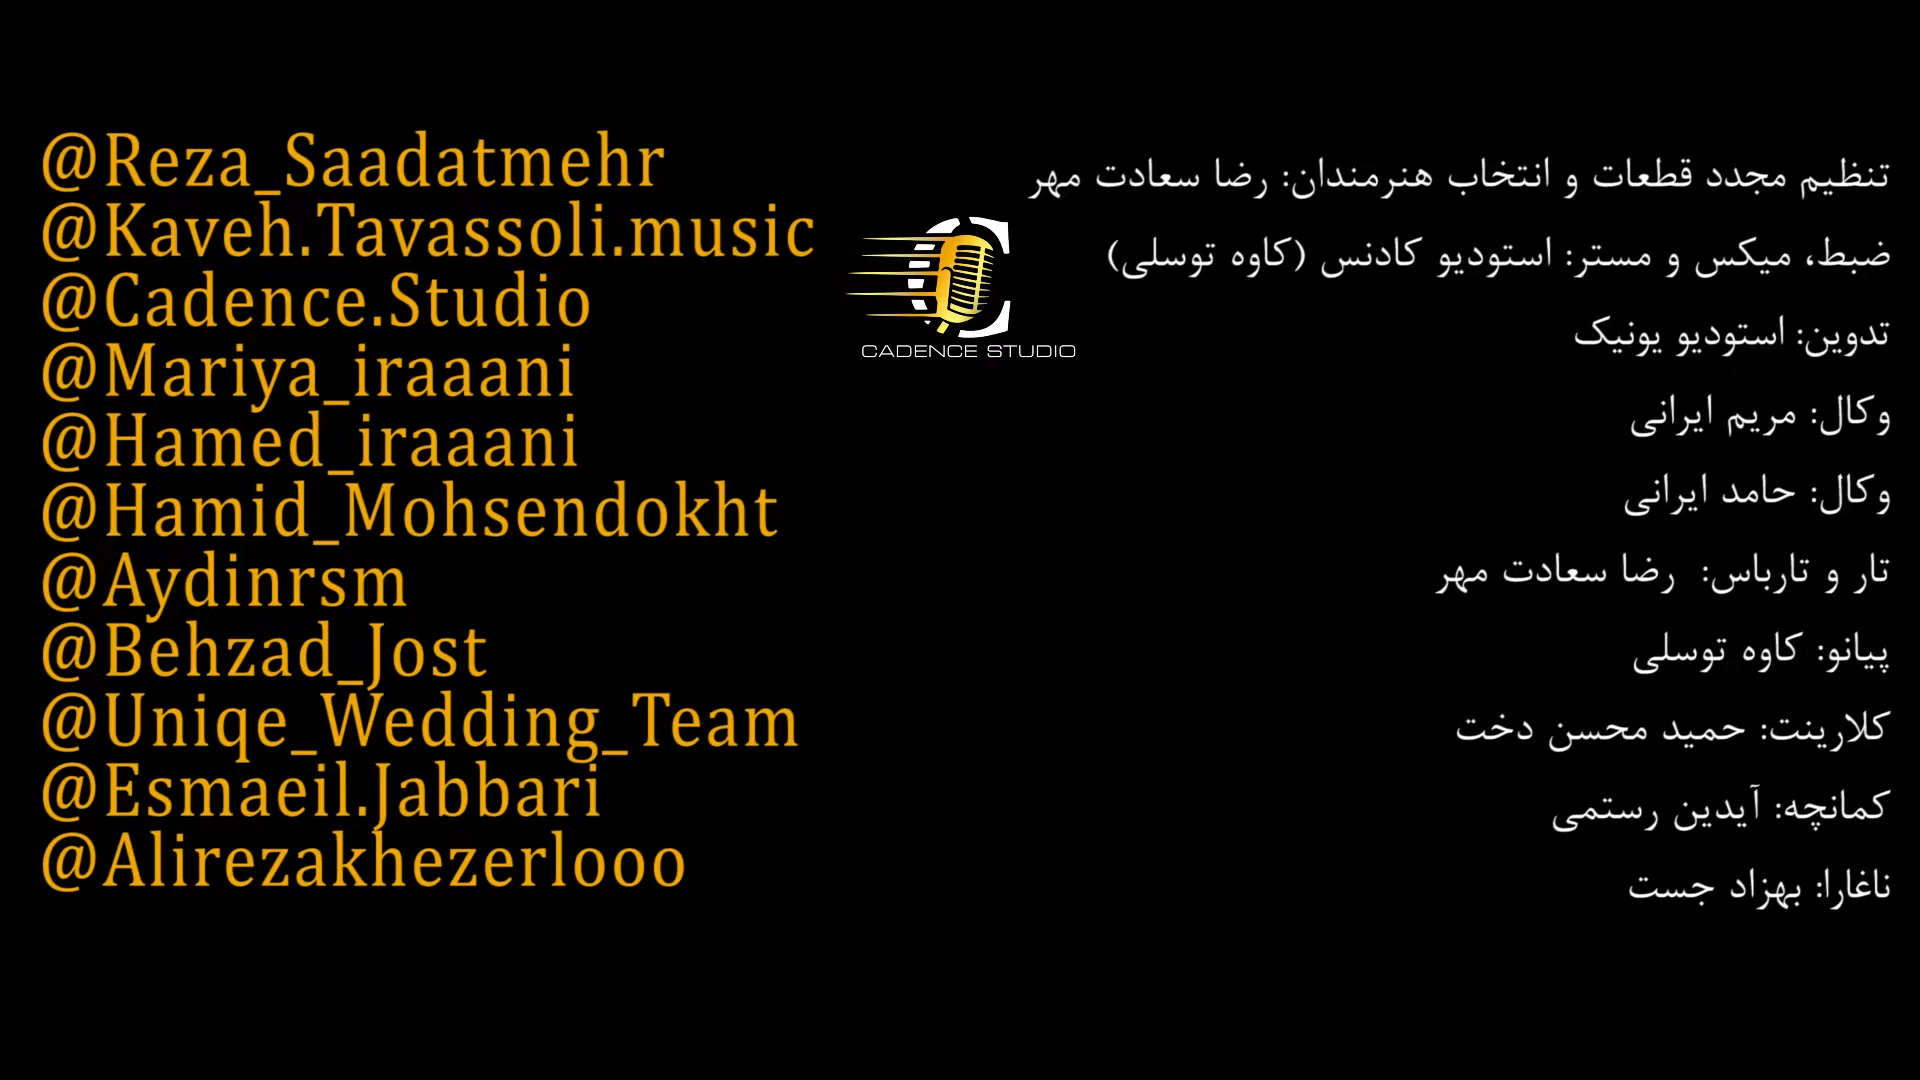 @Reza_Saadatmehr
@Kaveh.Tavassoli.music
@Cadence.Studio
@Mariya_iraaani
@Hamed_iraaani
@Hamid_Mohsendokht
@Aydinrsm
@Behzad_Jost
@Uniqe_Wedding_Team
@Esmaeil.Jabbari
@Alirezakhezerlooo
CADENCE STUDIO
تنظیم مجدد قطعات و انتخاب هنرمندان: رضا سعادت مهر
ضبط، میکس و مستر: استودیو کادنس (کاوه توسلی)
تدوین: استودیو یونیک
وکال: مریم ایرانی
وکال: حامد ایرانی
تار و تارباس: رضا سعادت مهر
پیانو: کاوه توسلی
کلارینت: حمید محسن دخت
کمانچه: آیدین رستمی
ناغارا: بهزاد جست